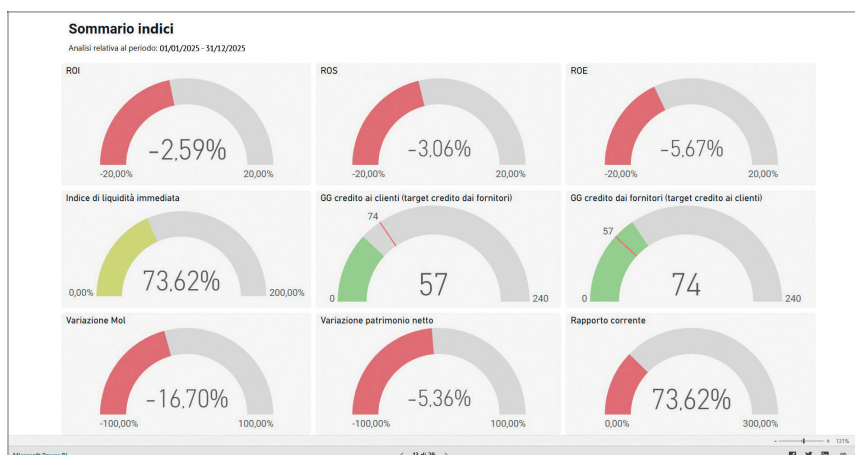 Sommario indici
Analisi relativa al periodo: 01/01/2025 - 31/12/2025
ROI
-2,59%
-20,00% 20,00%
ROS
-3,06%
-20,00% 20,00%
ROE
-5,67%
-20,00% 20,00%
Indice di liquidità immediata
73,62%
0,00% 200,00%
GG credito ai clienti (target credito dai fornitori)
74
57
0 240
GG credito dai fornitori (target credito ai clienti)
57
74
0 240
Variazione Mol
-16,70%
-100,00% 100,00%
Variazione patrimonio netto
-5,36%
-100,00% 100,00%
Rapporto corrente
73,62%
0,00% 300,00%
- + 131%
Microsoft Power BI
< 13 di 29 >